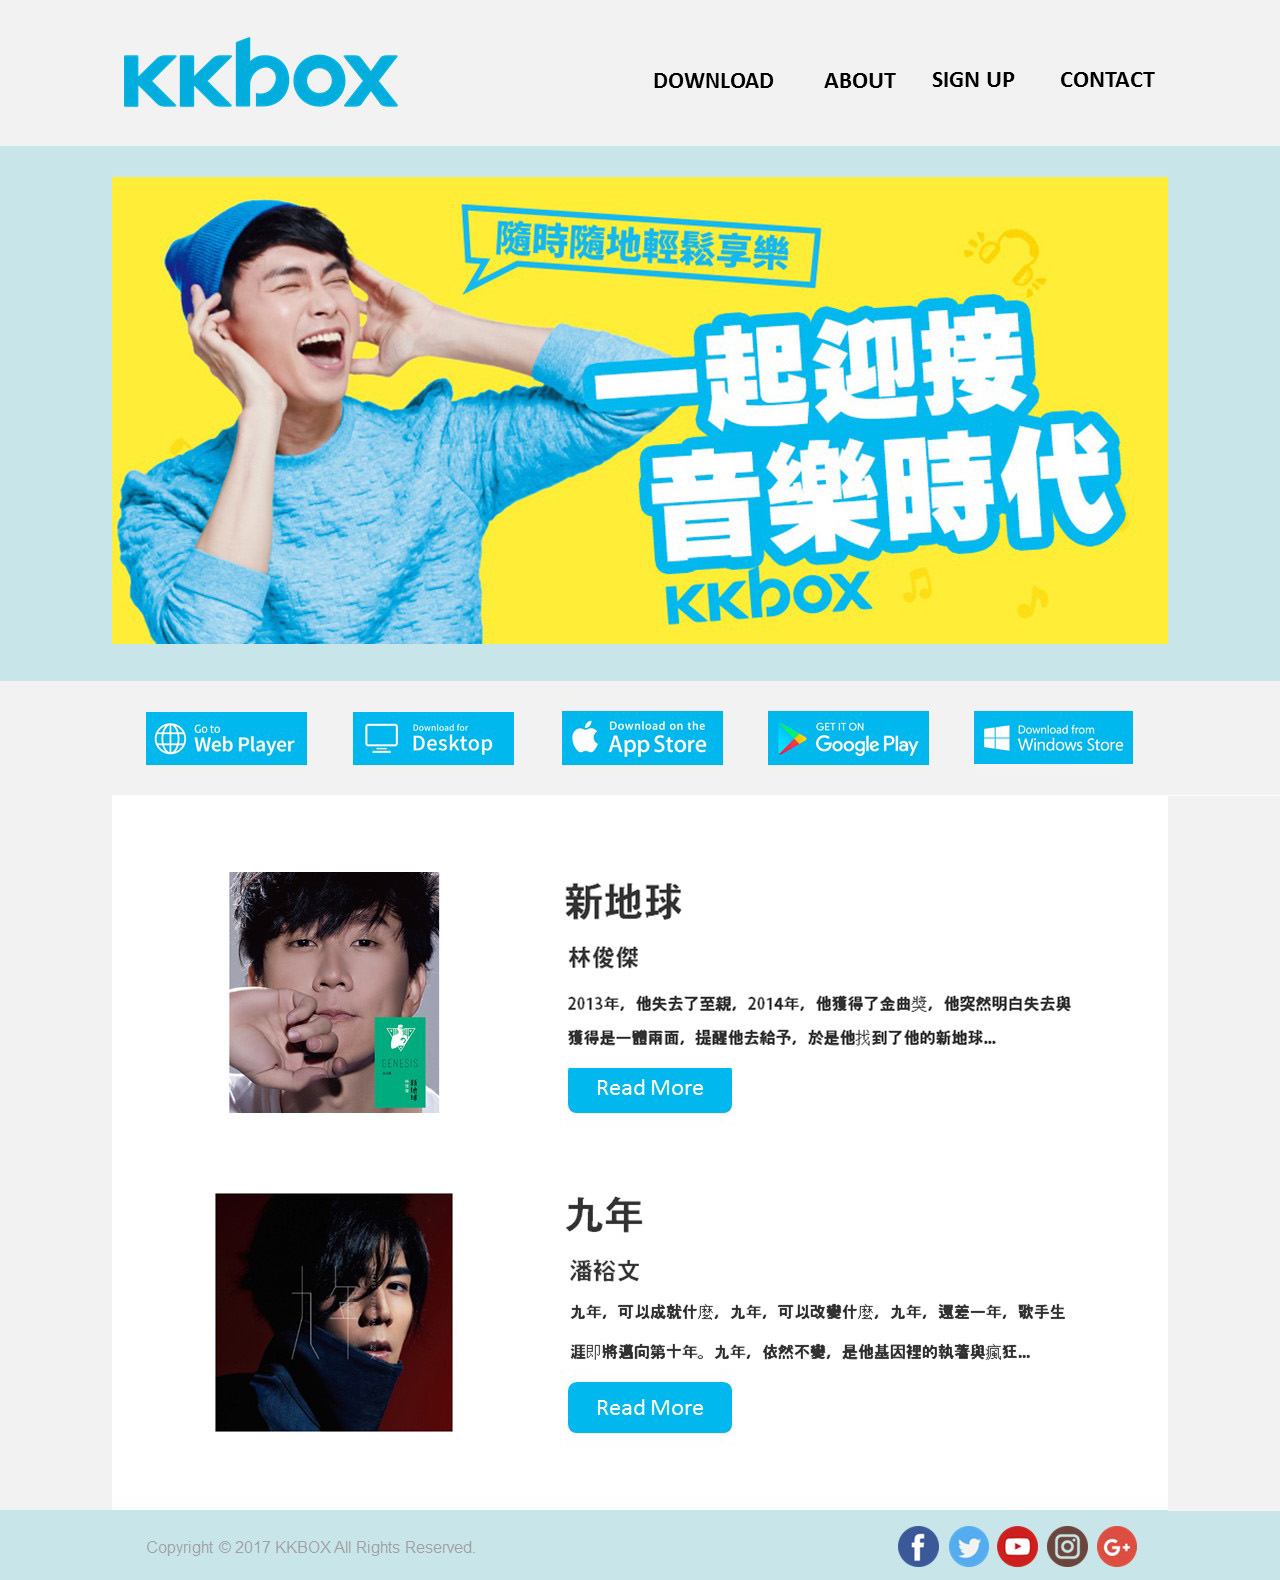 KKBOX
DOWNLOAD
ABOUT
SIGN UP
CONTACT
隨時隨地輕鬆享樂
一起迎接
音樂時代
KKBOX
Go to
Web Player
Download for
Desktop
Download on the
App Store
GET IT ON
Google Play
Download from
Windows Store
GENESIS
新地球
新地球
林俊傑
2013年，他失去了至親，2014年，他獲得了金曲獎，他突然明白失去與
獲得是一體兩面，提醒他去給予，於是他找到了他的新地球...
Read More
九年
潘裕文
九年，可以成就什麼，九年，可以改變什麼，九年，還差一年，歌手生
涯即將邁向第十年。九年，依然不變，是他基因裡的執著與瘋狂...
Read More
Copyright © 2017 KKBOX All Rights Reserved.